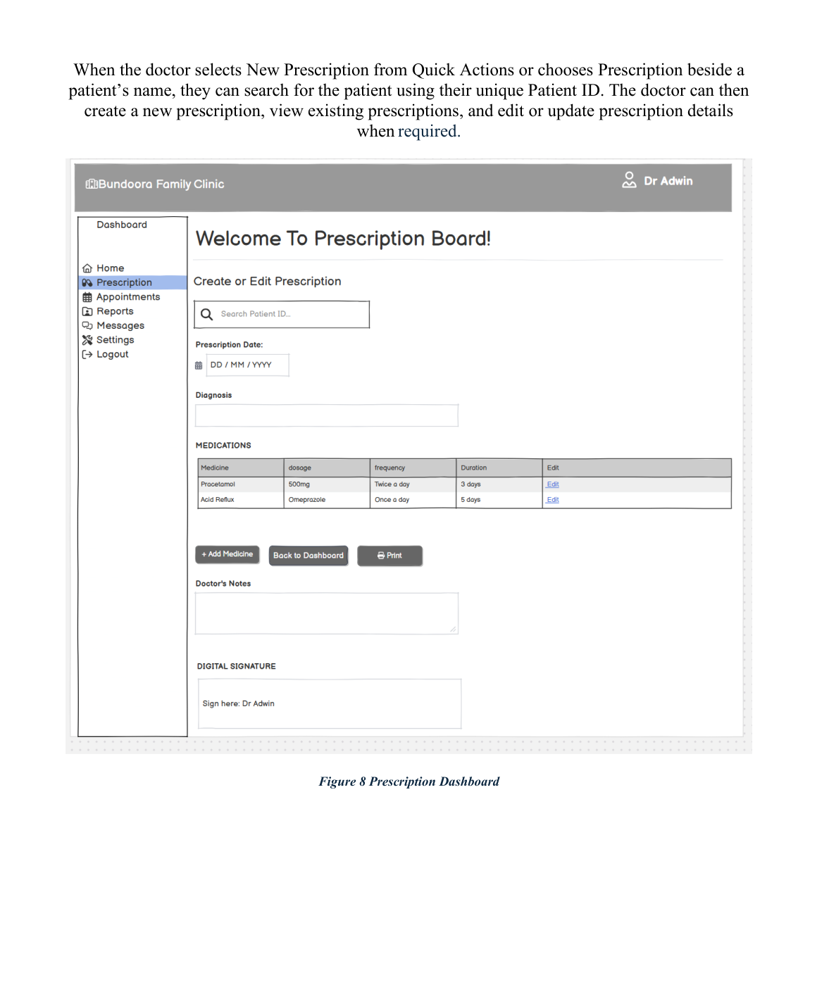 When the doctor selects New Prescription from Quick Actions or chooses Prescription beside a
patient’s name, they can search for the patient using their unique Patient ID. The doctor can then
create a new prescription, view existing prescriptions, and edit or update prescription details
when required.
Bundoora Family Clinic
Dr Adwin
Dashboard
Home
Prescription
Appointments
Reports
Messages
Settings
Logout
Welcome To Prescription Board!
Create or Edit Prescription
Search Patient ID...
Prescription Date:
DD / MM / YYYY
Diagnosis
MEDICATIONS
Medicine dosage frequency Duration Edit
Pracetamol 500mg Twice a day 3 days Edit
Acid Reflux Omeprazole Once a day 5 days Edit
+ Add Medicine Back to Dashboard Print
Doctor's Notes
DIGITAL SIGNATURE
Sign here: Dr Adwin
Figure 8 Prescription Dashboard